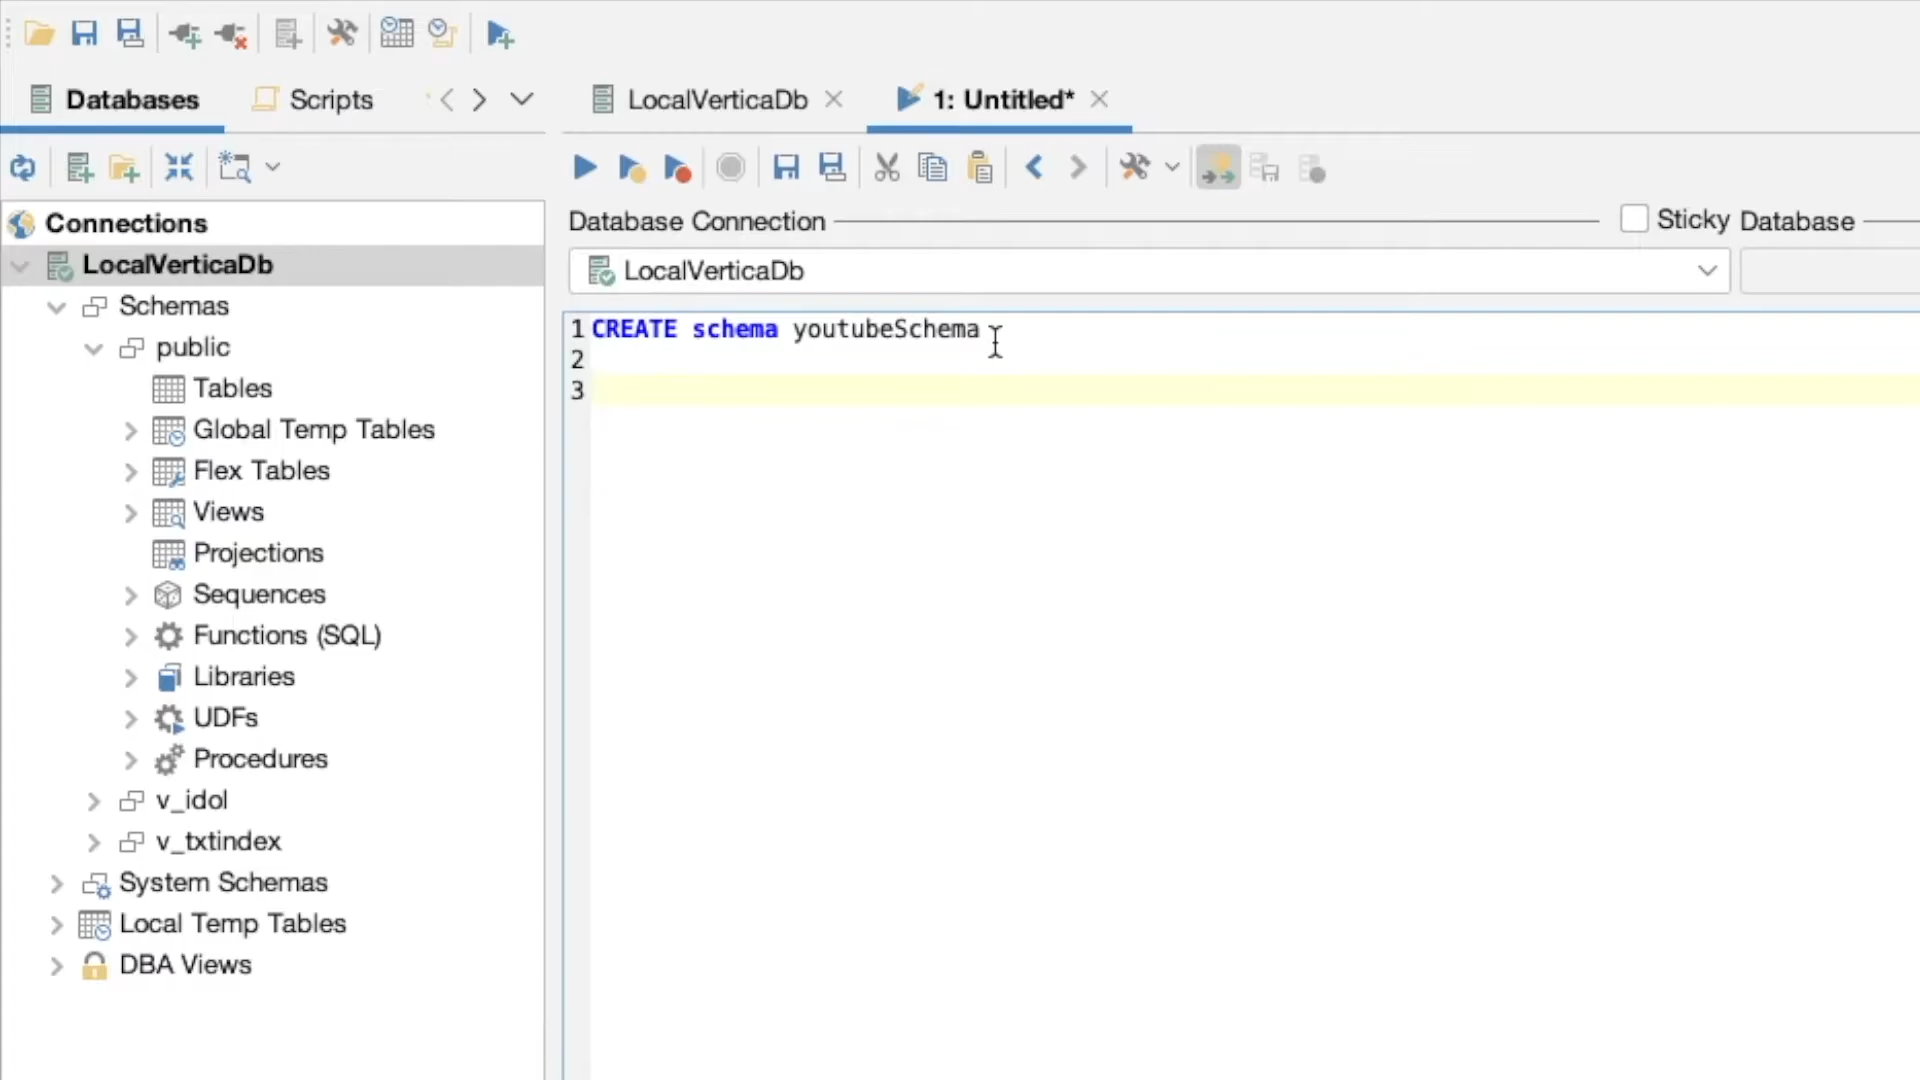 Databases
Scripts
LocalVerticaDb
1: Untitled*
Connections
LocalVerticaDb
Schemas
public
Tables
Global Temp Tables
Flex Tables
Views
Projections
Sequences
Functions (SQL)
Libraries
UDFs
Procedures
v_idol
v_txtindex
System Schemas
Local Temp Tables
DBA Views
Database Connection
Sticky
Database
LocalVerticaDb
1 CREATE schema youtubeSchema
2
3